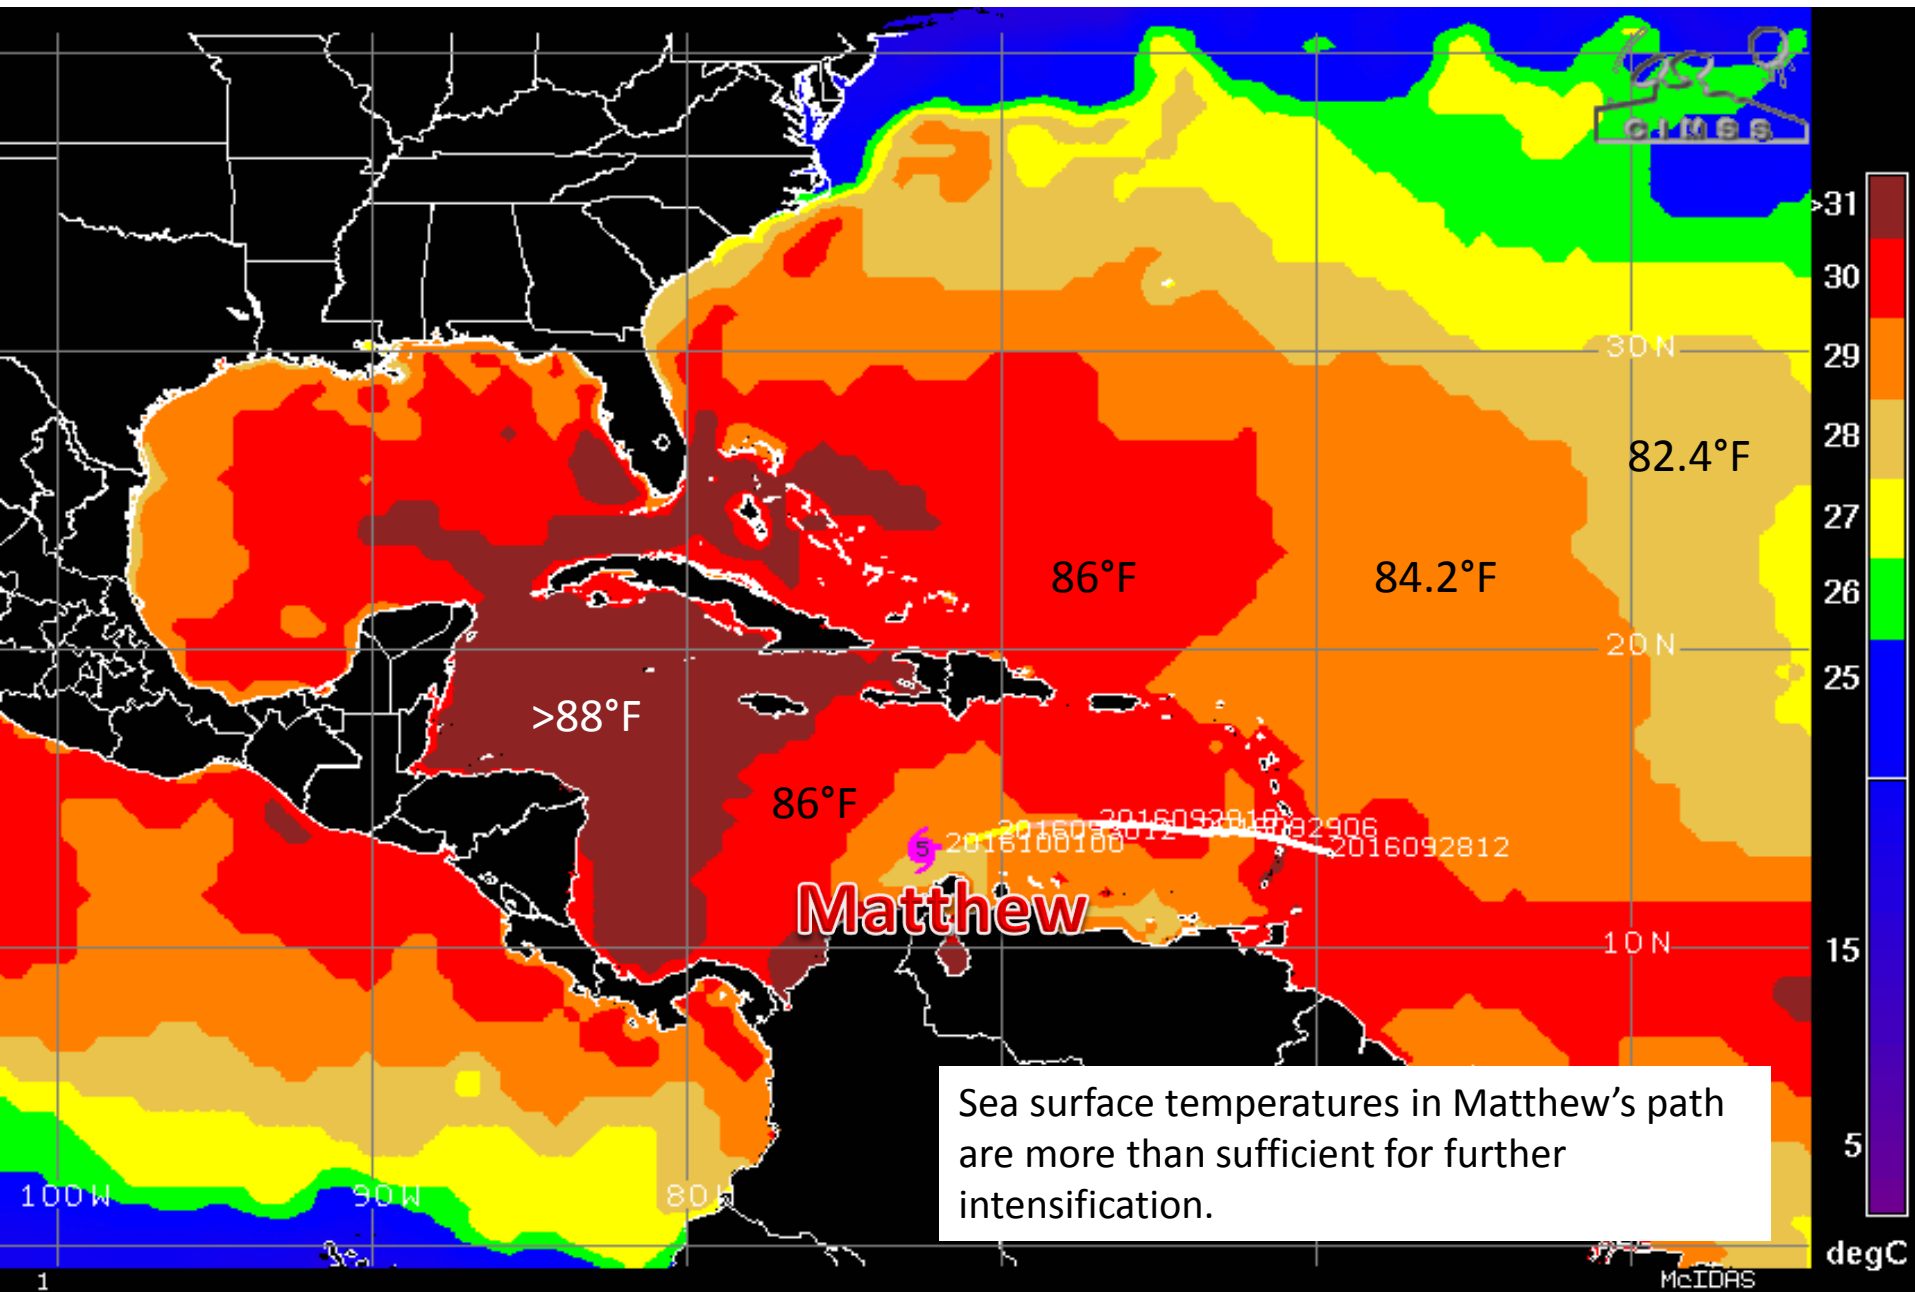 CIMSS
>31
30
29
28
27
26
25
15
5
degC
30N
82.4°F
86°F
84.2°F
20N
>88°F
86°F
2016092812
2016100100
5
Matthew
10N
Sea surface temperatures in Matthew’s path
are more than sufficient for further
intensification.
100W
90W
80W
1
McIDAS